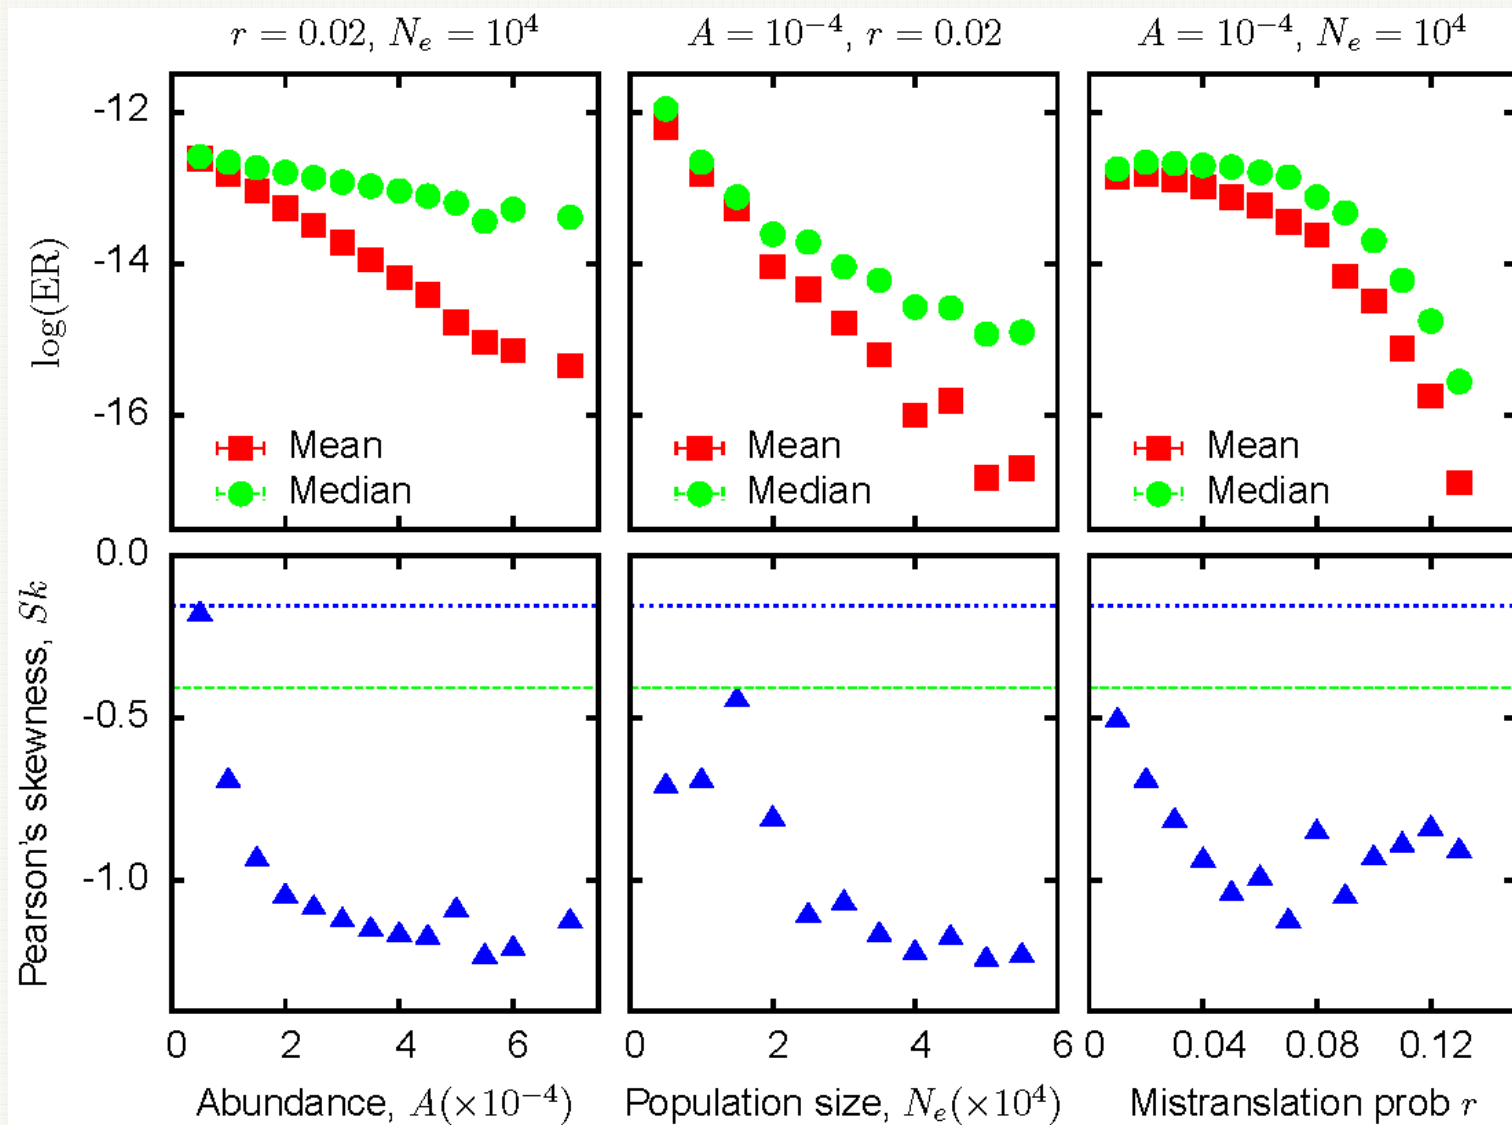 r = 0.02, N_e = 10^4
A = 10^{-4}, r = 0.02
A = 10^{-4}, N_e = 10^4
-12
-14
-16
log(ER)
Mean
Median
Mean
Median
Mean
Median
0.0
-0.5
-1.0
Pearson's skewness, Sk
0 2 4 6
0 2 4 6
0 0.04 0.08 0.12
Abundance, A(×10^{-4})
Population size, N_e(×10^4)
Mistranslation prob r